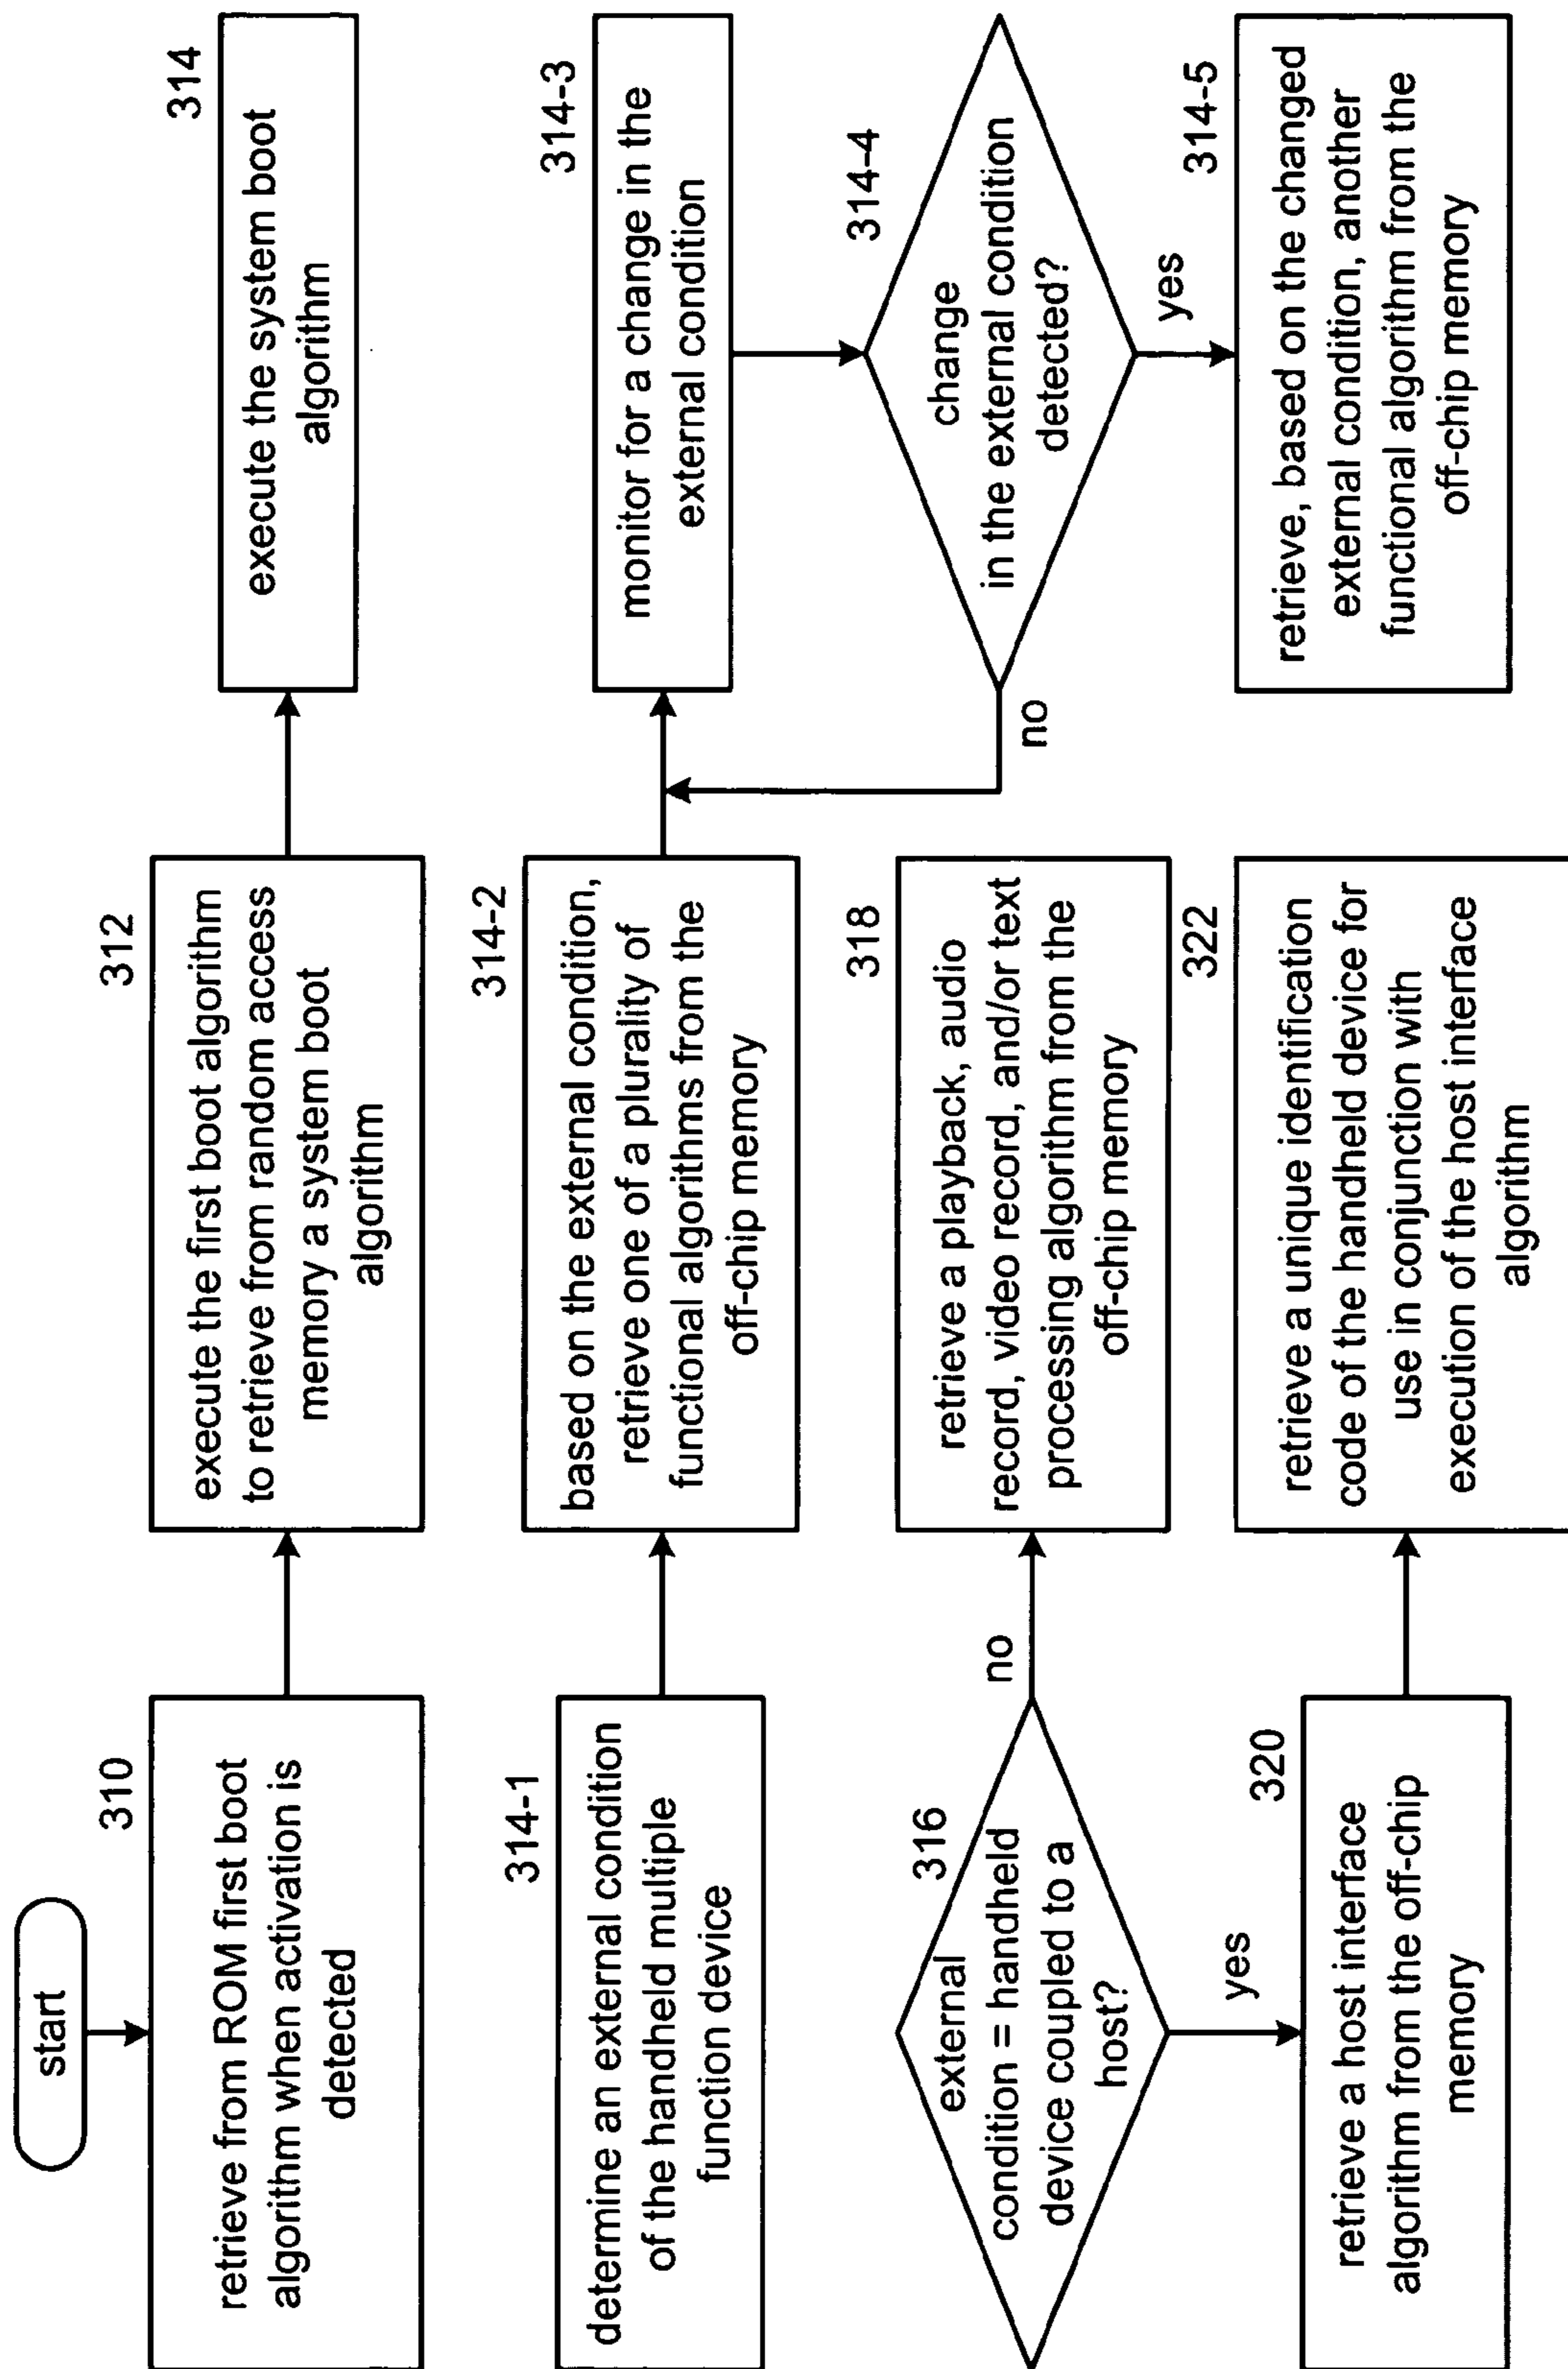 start
310
retrieve from ROM first boot
algorithm when activation is
detected
312
execute the first boot algorithm
to retrieve from random access
memory a system boot
algorithm
314
execute the system boot
algorithm
314-1
determine an external condition
of the handheld multiple
function device
314-2
based on the external condition,
retrieve one of a plurality of
functional algorithms from the
off-chip memory
314-3
monitor for a change in the
external condition
314-4
change
in the external condition
detected?
no
yes
314-5
retrieve, based on the changed
external condition, another
functional algorithm from the
off-chip memory
316
external
condition = handheld
device coupled to a
host?
no
yes
318
retrieve a playback, audio
record, video record, and/or text
processing algorithm from the
off-chip memory
320
retrieve a host interface
algorithm from the off-chip
memory
322
retrieve a unique identification
code of the handheld device for
use in conjunction with
execution of the host interface
algorithm